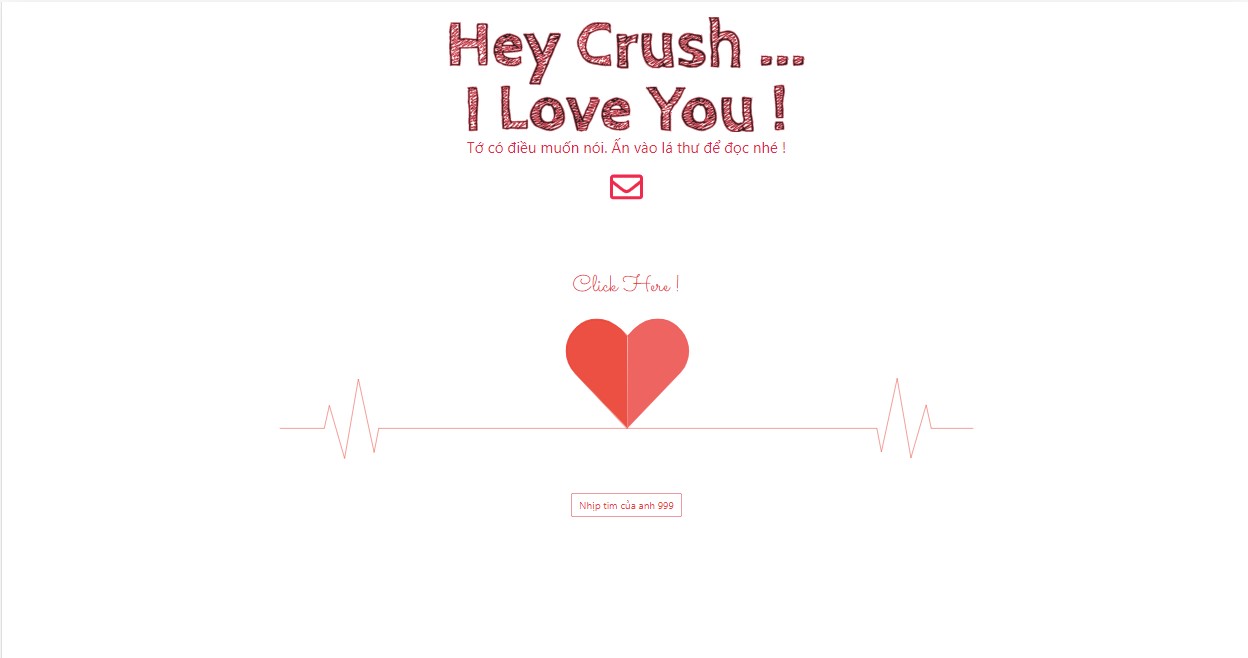 Hey Crush ...
I Love You !
Tớ có điều muốn nói. Ấn vào lá thư để đọc nhé !
Click Here !
Nhịp tim của anh 999